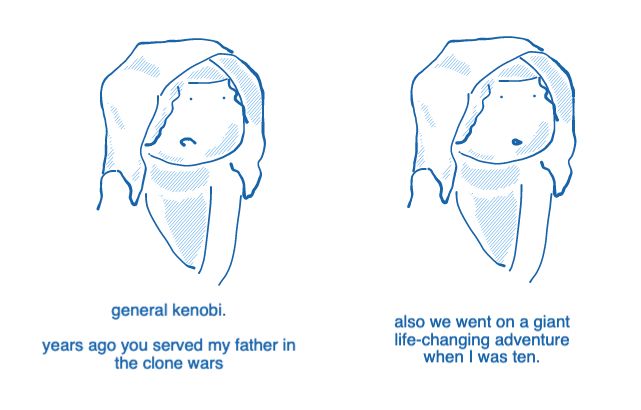 general kenobi.
years ago you served my father in
the clone wars
also we went on a giant
life-changing adventure
when I was ten.